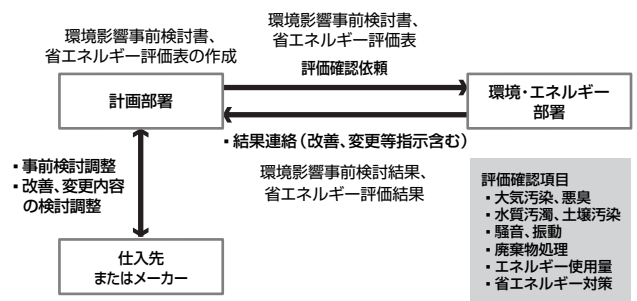 環境影響事前検討書、
省エネルギー評価表の作成
環境影響事前検討書、
省エネルギー評価表
評価確認依頼
計画部署
環境・エネルギー
部署
▪結果連絡（改善、変更等指示含む）
環境影響事前検討結果、
省エネルギー評価結果
▪事前検討調整
▪改善、変更内容
の検討調整
仕入先
またはメーカー
評価確認項目
▪大気汚染、悪臭
▪水質汚濁、土壌汚染
▪騒音、振動
▪廃棄物処理
▪エネルギー使用量
▪省エネルギー対策